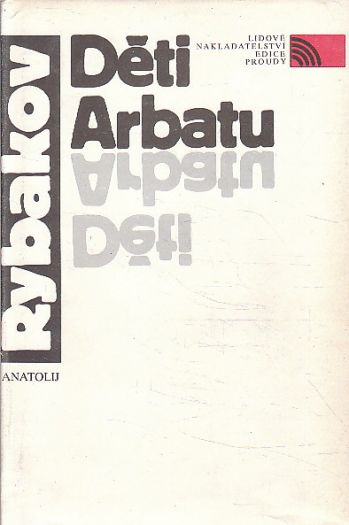 Děti
Arbatu
Arbatu
Děti
LIDOVÉ
NAKLADATELSTVÍ
EDICE
PROUDY
Rybakov
ANATOLIJ